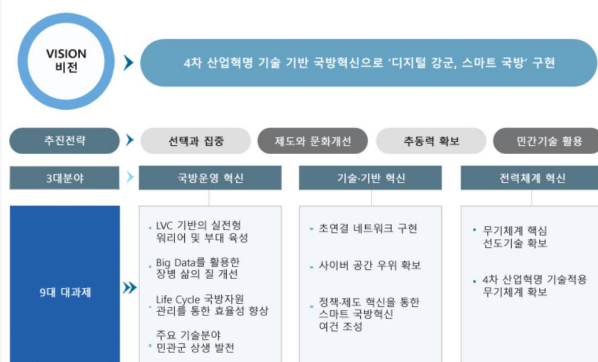 VISION
비전
4차 산업혁명 기술 기반 국방혁신으로 '디지털 강군, 스마트 국방' 구현
추진전략
선택과 집중
제도와 문화개선
추동력 확보
민간기술 활용
3대분야
국방운영 혁신
기술·기반 혁신
전력체계 혁신
9대 대과제
· LVC 기반의 실전형
워리어 및 부대 육성
· Big Data를 활용한
장병 삶의 질 개선
· Life Cycle 국방자원
관리를 통한 효율성 향상
· 주요 기술분야
민관군 상생 발전
· 초연결 네트워크 구현
· 사이버 공간 우위 확보
· 정책·제도 혁신을 통한
스마트 국방혁신
여건 조성
· 무기체계 핵심
선도기술 확보
· 4차 산업혁명 기술적용
무기체계 확보